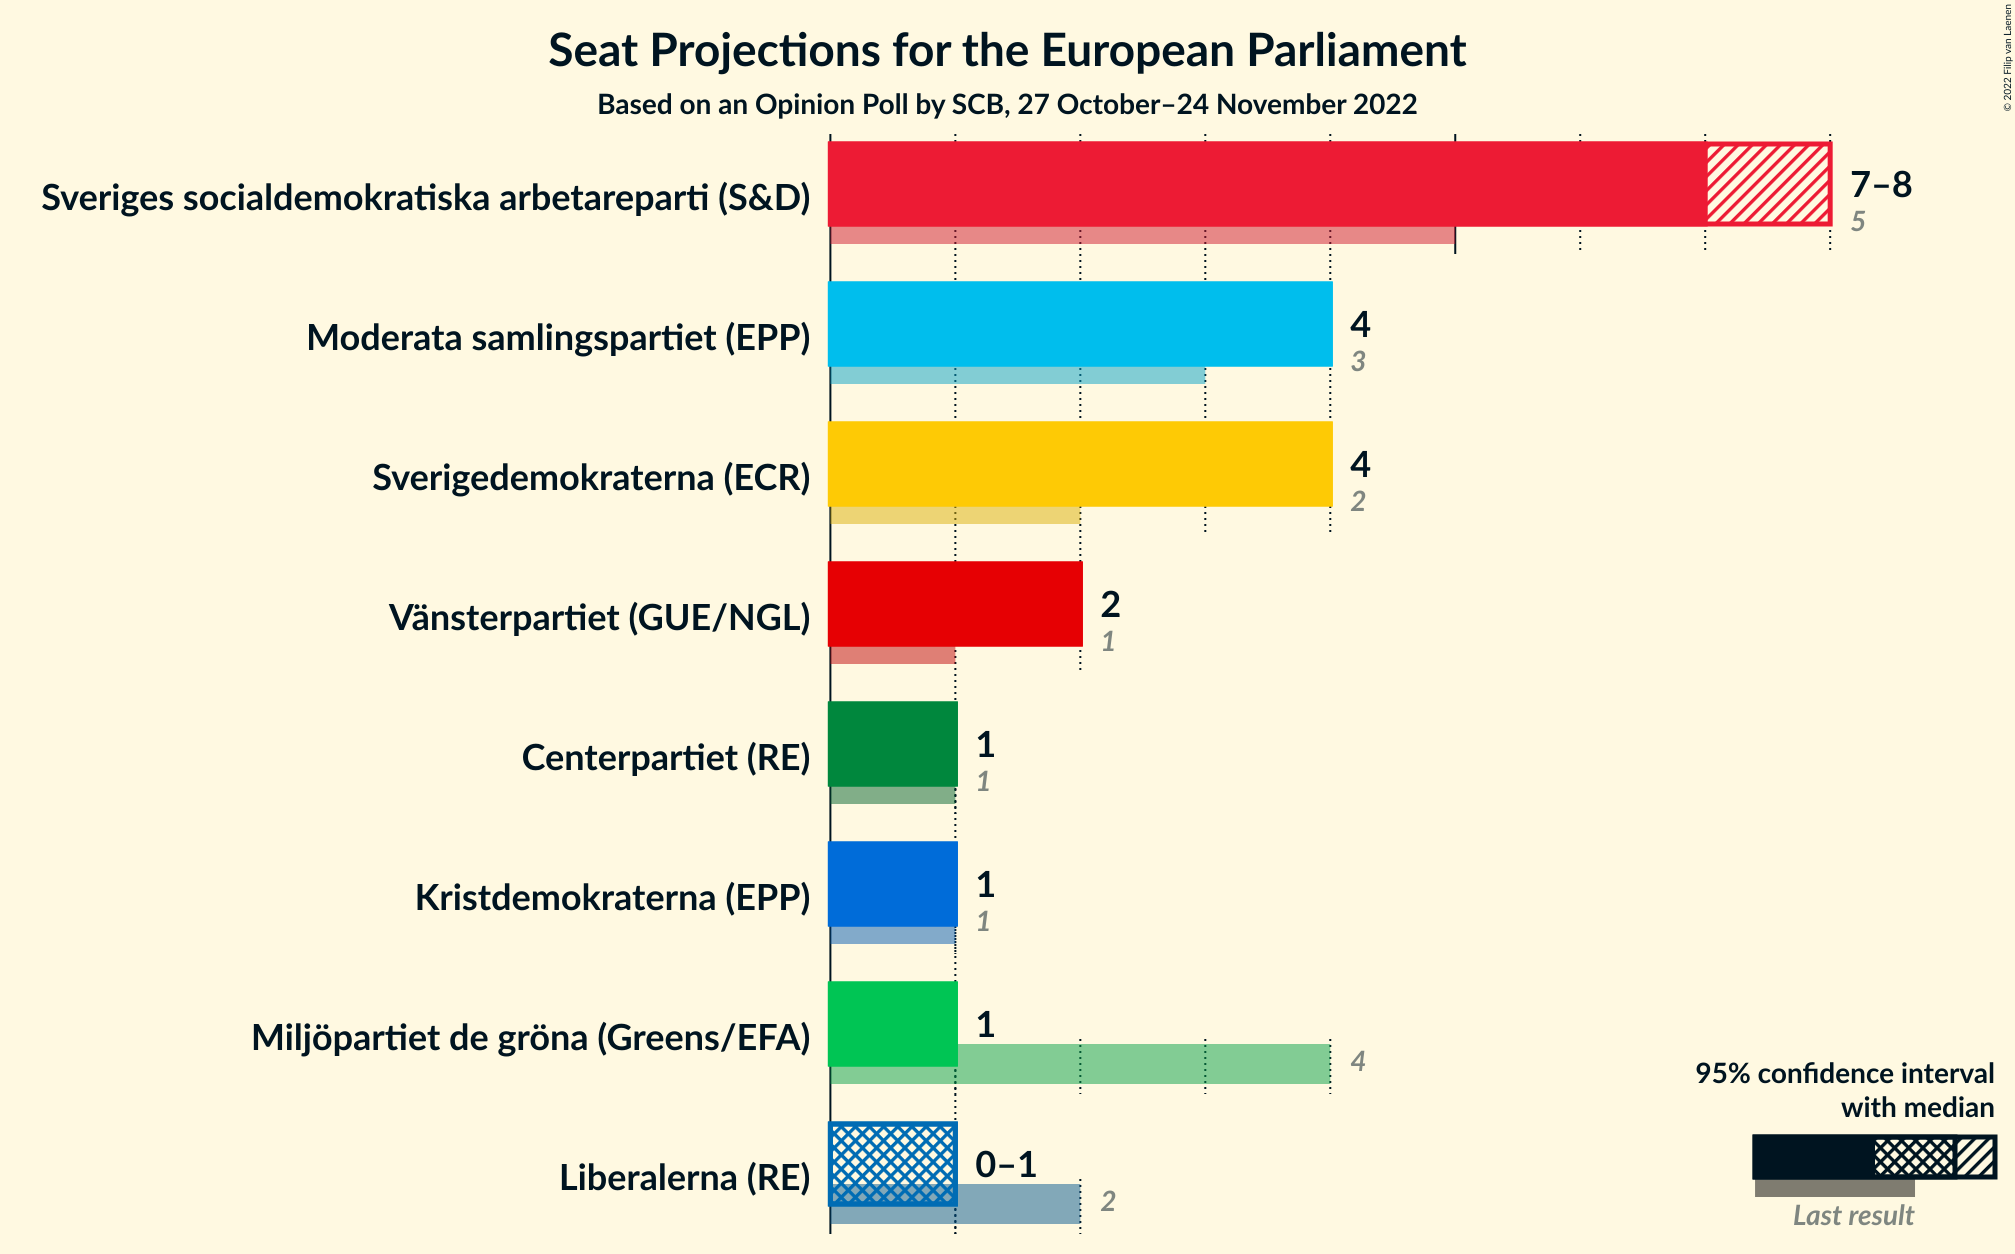 Seat Projections for the European Parliament
Based on an Opinion Poll by SCB, 27 October–24 November 2022
© 2022 Filip van Laenen
Sveriges socialdemokratiska arbetareparti (S&D)
7–8
5
Moderata samlingspartiet (EPP)
4
3
Sverigedemokraterna (ECR)
4
2
Vänsterpartiet (GUE/NGL)
2
1
Centerpartiet (RE)
1
1
Kristdemokraterna (EPP)
1
1
Miljöpartiet de gröna (Greens/EFA)
1
4
Liberalerna (RE)
0–1
2
95% confidence interval
with median
Last result